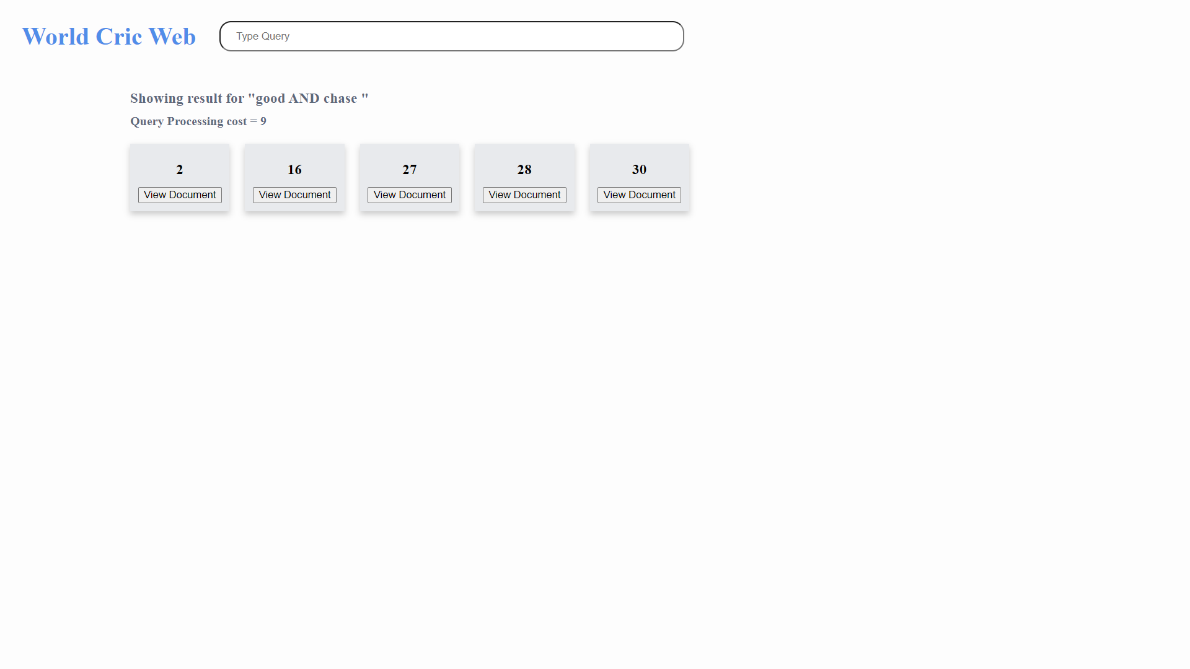 World Cric Web
Type Query
Showing result for "good AND chase "
Query Processing cost = 9
2 16 27 28 30
View Document View Document View Document View Document View Document